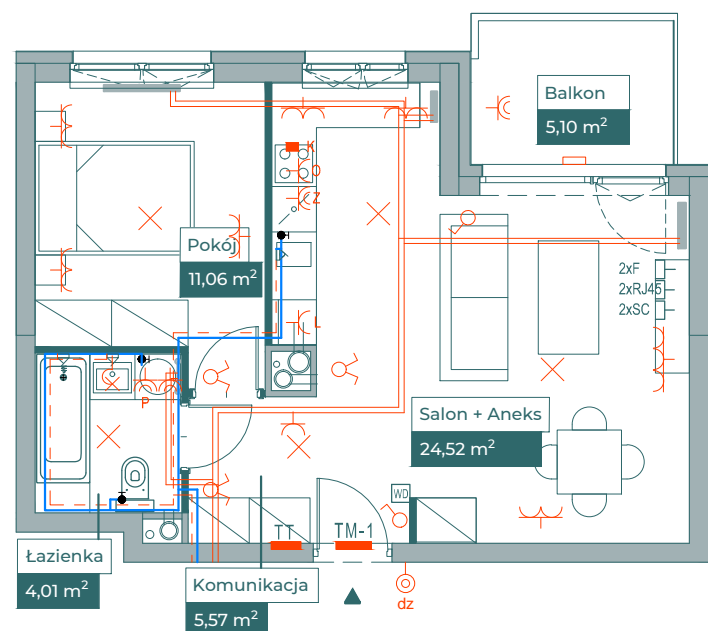 Balkon
5,10 m²
K
O
Z
Pokój
11,06 m²
2xF
2xRJ45
2xSC
L
P
Salon + Aneks
24,52 m²
WD
TT
TM-1
Łazienka
4,01 m²
Komunikacja
5,57 m²
dz